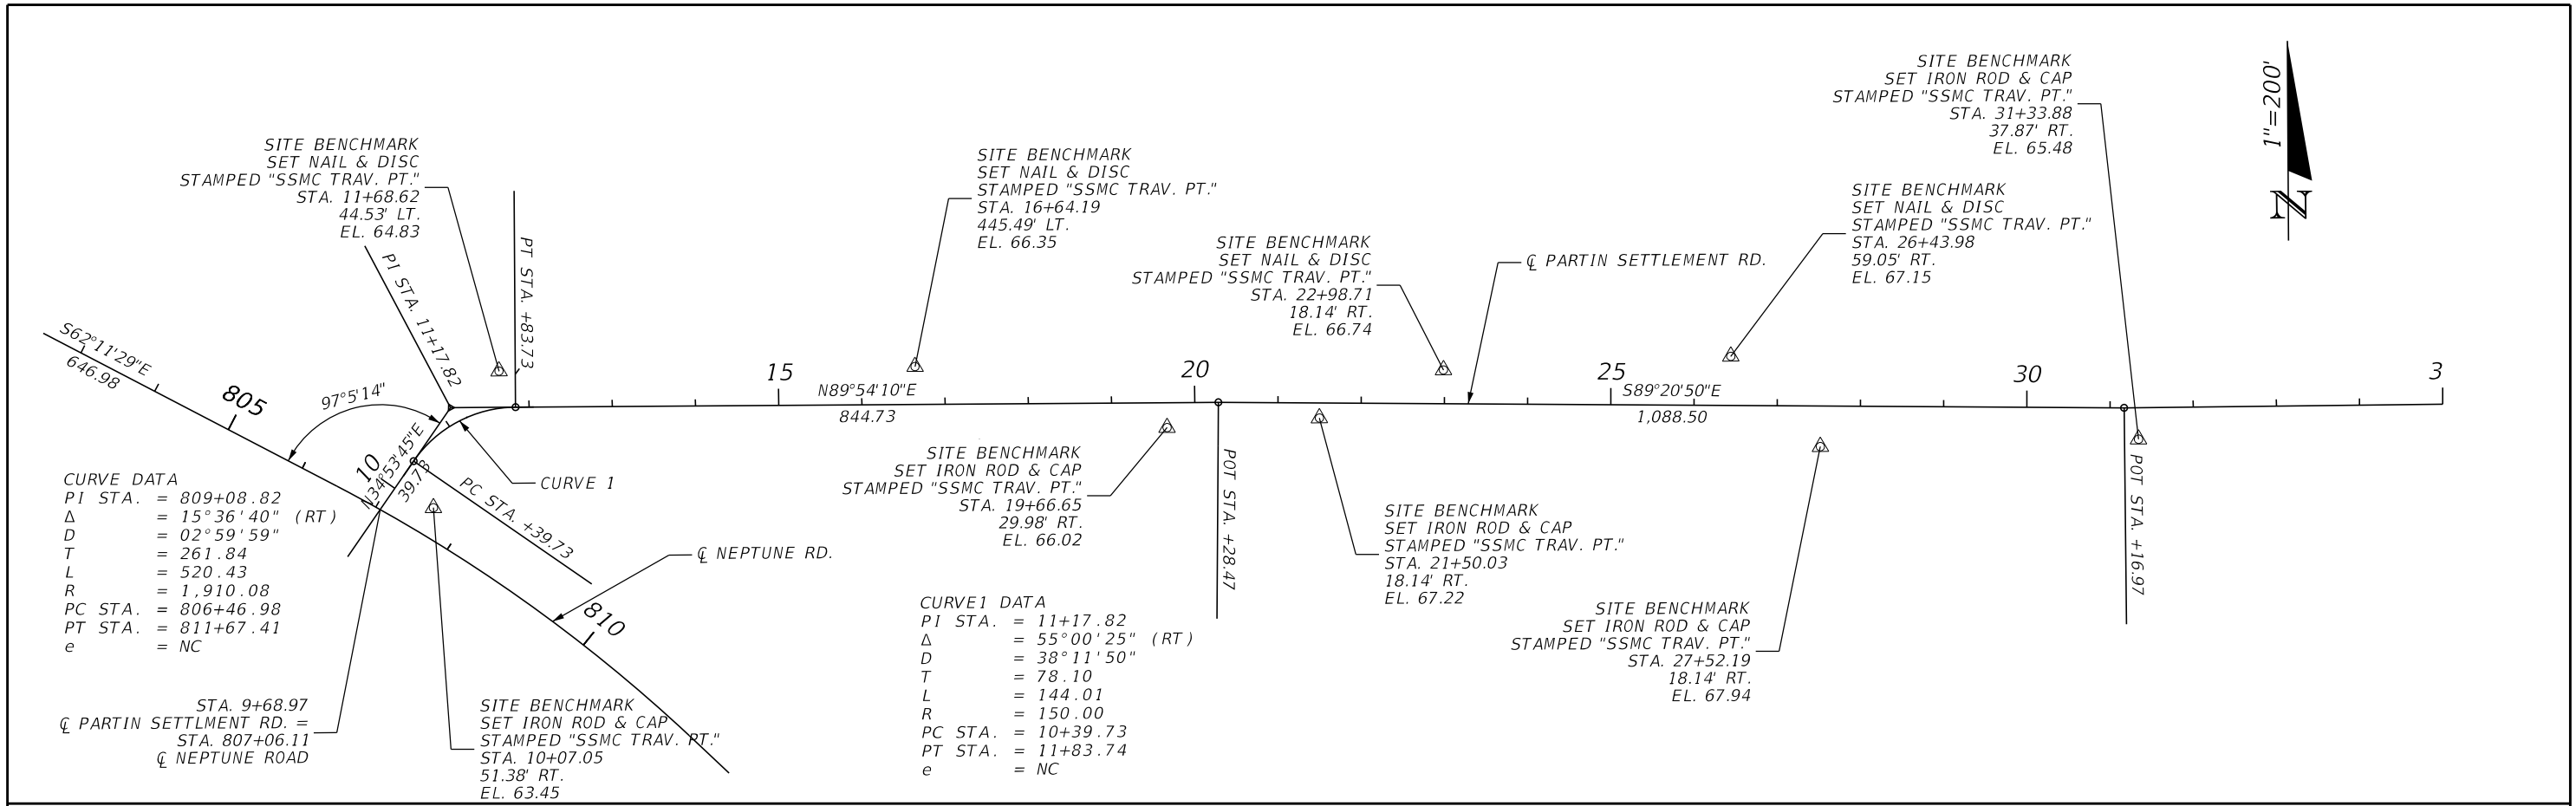 SITE BENCHMARK
SET NAIL & DISC
STAMPED "SSMC TRAV. PT."
STA. 11+68.62
44.53' LT.
EL. 64.83
PI STA. 11+17.82
PT STA. +83.73
SITE BENCHMARK
SET NAIL & DISC
STAMPED "SSMC TRAV. PT."
STA. 16+64.19
445.49' LT.
EL. 66.35
SITE BENCHMARK
SET NAIL & DISC
STAMPED "SSMC TRAV. PT."
STA. 22+98.71
18.14' RT.
EL. 66.74
℄ PARTIN SETTLEMENT RD.
SITE BENCHMARK
SET IRON ROD & CAP
STAMPED "SSMC TRAV. PT."
STA. 31+33.88
37.87' RT.
EL. 65.48
SITE BENCHMARK
SET NAIL & DISC
STAMPED "SSMC TRAV. PT."
STA. 26+43.98
59.05' RT.
EL. 67.15
1"=200'
N
S62°11'29"E
646.98
805
97°5'14"
10
N34°53'45"E
39.73
PC STA. +39.73
CURVE 1
15
N89°54'10"E
844.73
20
25
S89°20'50"E
1,088.50
30
3
CURVE DATA
PI STA. = 809+08.82
Δ = 15°36'40" (RT)
D = 02°59'59"
T = 261.84
L = 520.43
R = 1,910.08
PC STA. = 806+46.98
PT STA. = 811+67.41
e = NC
STA. 9+68.97
℄ PARTIN SETTLMENT RD. =
STA. 807+06.11
℄ NEPTUNE ROAD
SITE BENCHMARK
SET IRON ROD & CAP
STAMPED "SSMC TRAV. PT."
STA. 10+07.05
51.38' RT.
EL. 63.45
810
℄ NEPTUNE RD.
SITE BENCHMARK
SET IRON ROD & CAP
STAMPED "SSMC TRAV. PT."
STA. 19+66.65
29.98' RT.
EL. 66.02
CURVE1 DATA
PI STA. = 11+17.82
Δ = 55°00'25" (RT)
D = 38°11'50"
T = 78.10
L = 144.01
R = 150.00
PC STA. = 10+39.73
PT STA. = 11+83.74
e = NC
POT STA. +28.47
SITE BENCHMARK
SET IRON ROD & CAP
STAMPED "SSMC TRAV. PT."
STA. 21+50.03
18.14' RT.
EL. 67.22
SITE BENCHMARK
SET IRON ROD & CAP
STAMPED "SSMC TRAV. PT."
STA. 27+52.19
18.14' RT.
EL. 67.94
POT STA. +16.97